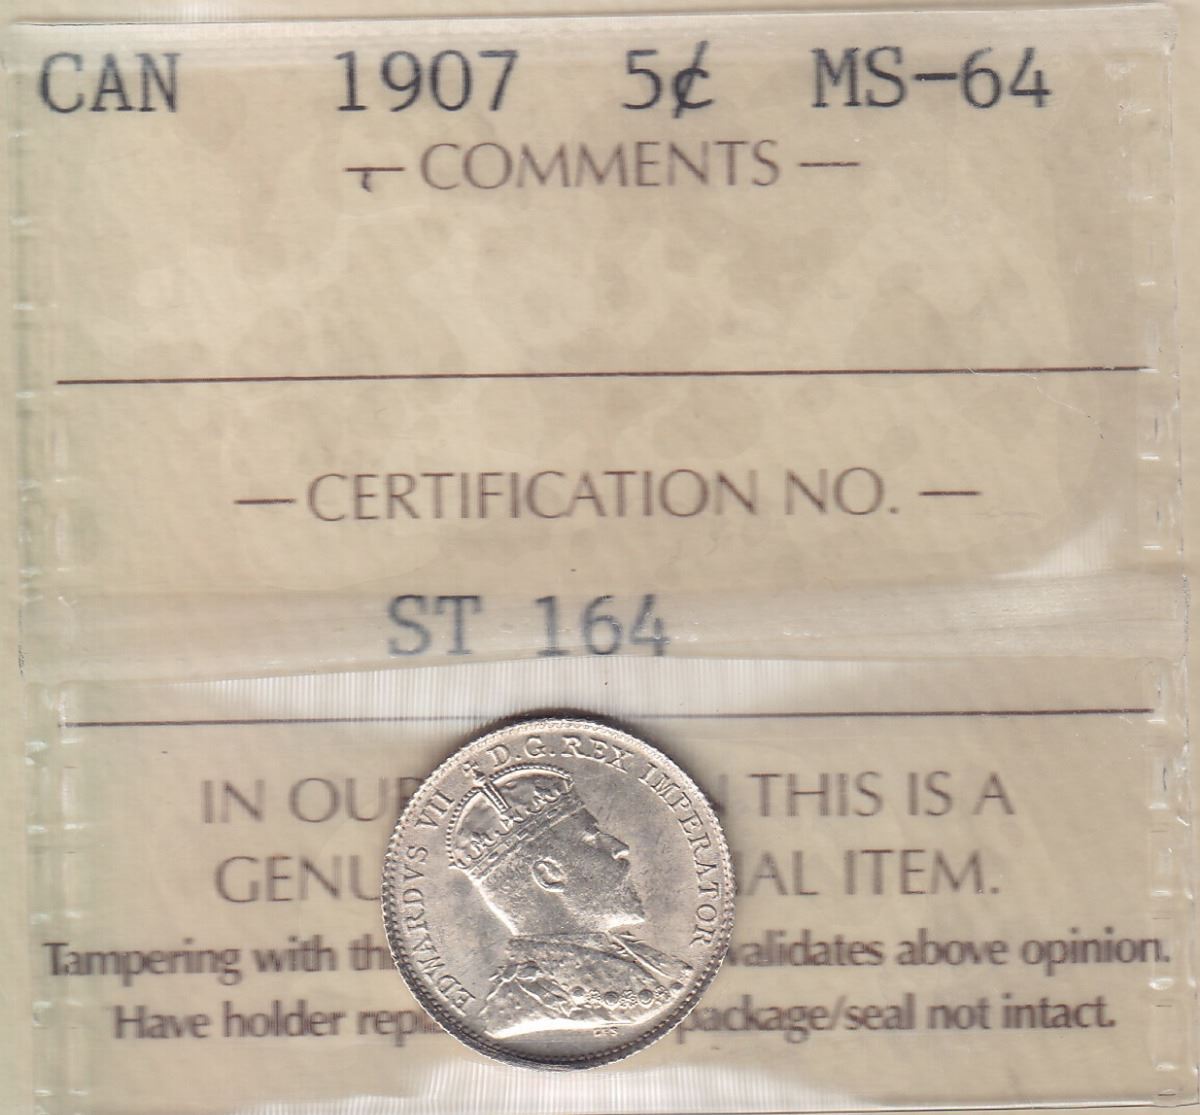 CAN 1907 5¢ MS-64
— COMMENTS —
— CERTIFICATION NO. —
ST 164
IN OU THIS IS A
GENU AL ITEM.
Tampering with th validates above opinion.
Have holder rep package/seal not intact.
EDWARDVS VII D.G. REX IMPERATOR